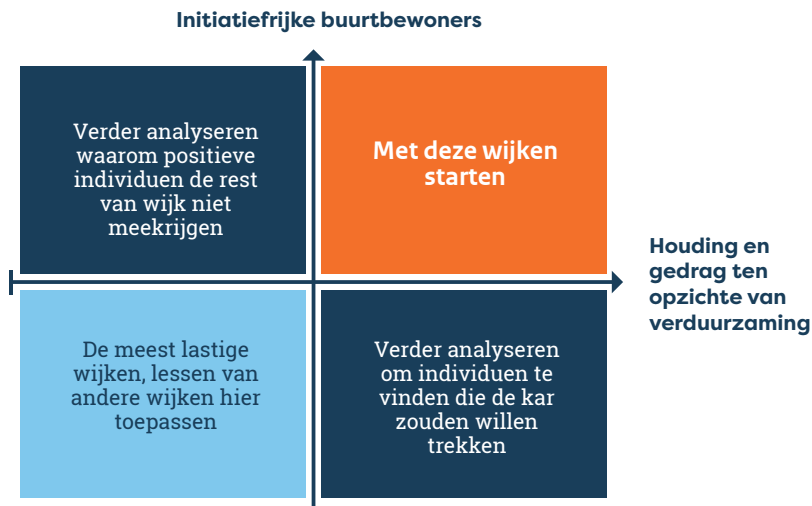 Initiatiefrijke buurtbewoners
Verder analyseren
waarom positieve
individuen de rest
van wijk niet
meekrijgen
Met deze wijken
starten
Houding en
gedrag ten
opzichte van
verduurzaming
De meest lastige
wijken, lessen van
andere wijken hier
toepassen
Verder analyseren
om individuen te
vinden die de kar
zouden willen
trekken